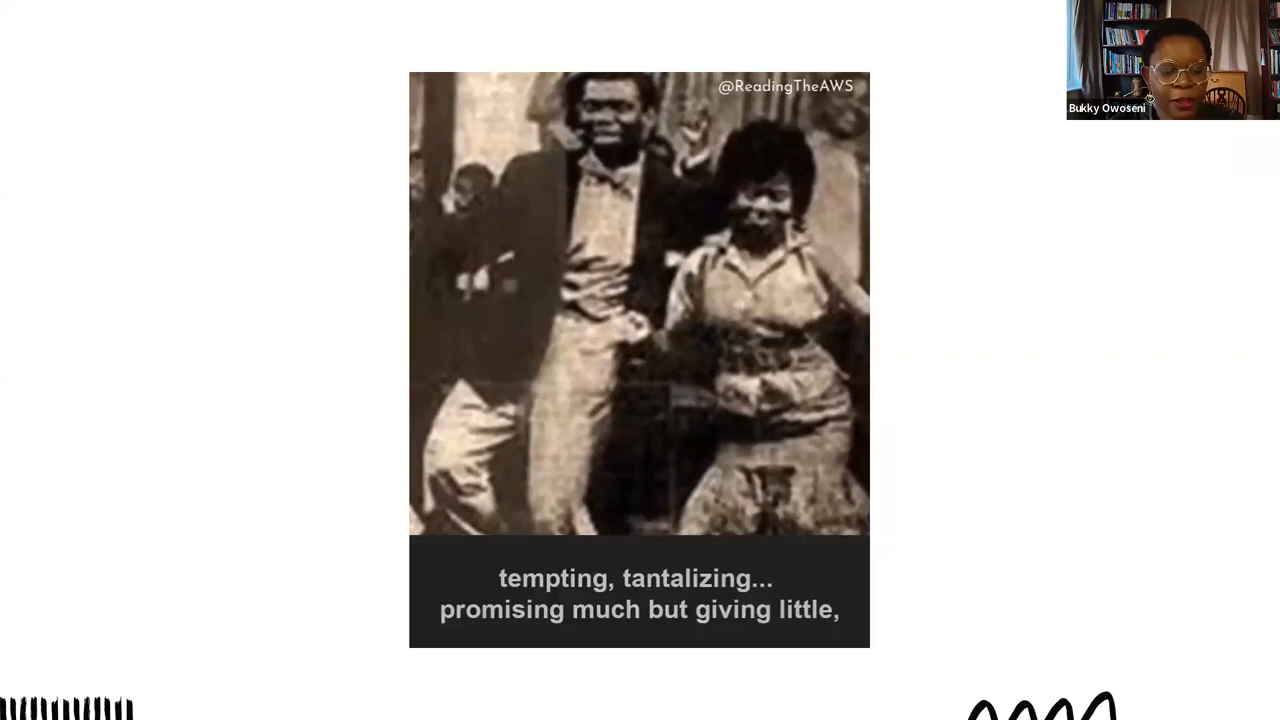 @ReadingTheAWS
Bukky Owoseni
tempting, tantalizing...
promising much but giving little,